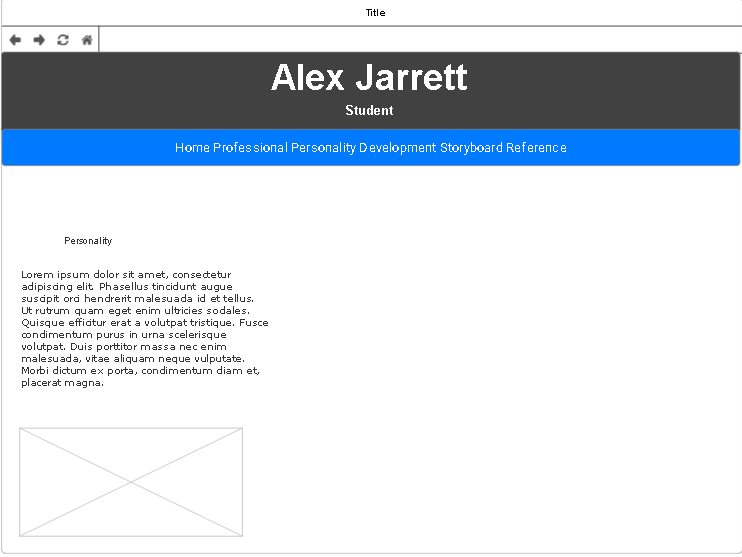 Title
Alex Jarrett
Student
Home Professional Personality Development Storyboard Reference
Personality
Lorem ipsum dolor sit amet, consectetur
adipiscing elit. Phasellus tincidunt augue
suscipit orci hendrerit malesuada id et tellus.
Ut rutrum quam eget enim ultricies sodales.
Quisque efficitur erat a volutpat tristique. Fusce
condimentum purus in urna scelerisque
volutpat. Duis porttitor massa nec enim
malesuada, vitae aliquam neque vulputate.
Morbi dictum ex porta, condimentum diam et,
placerat magna.